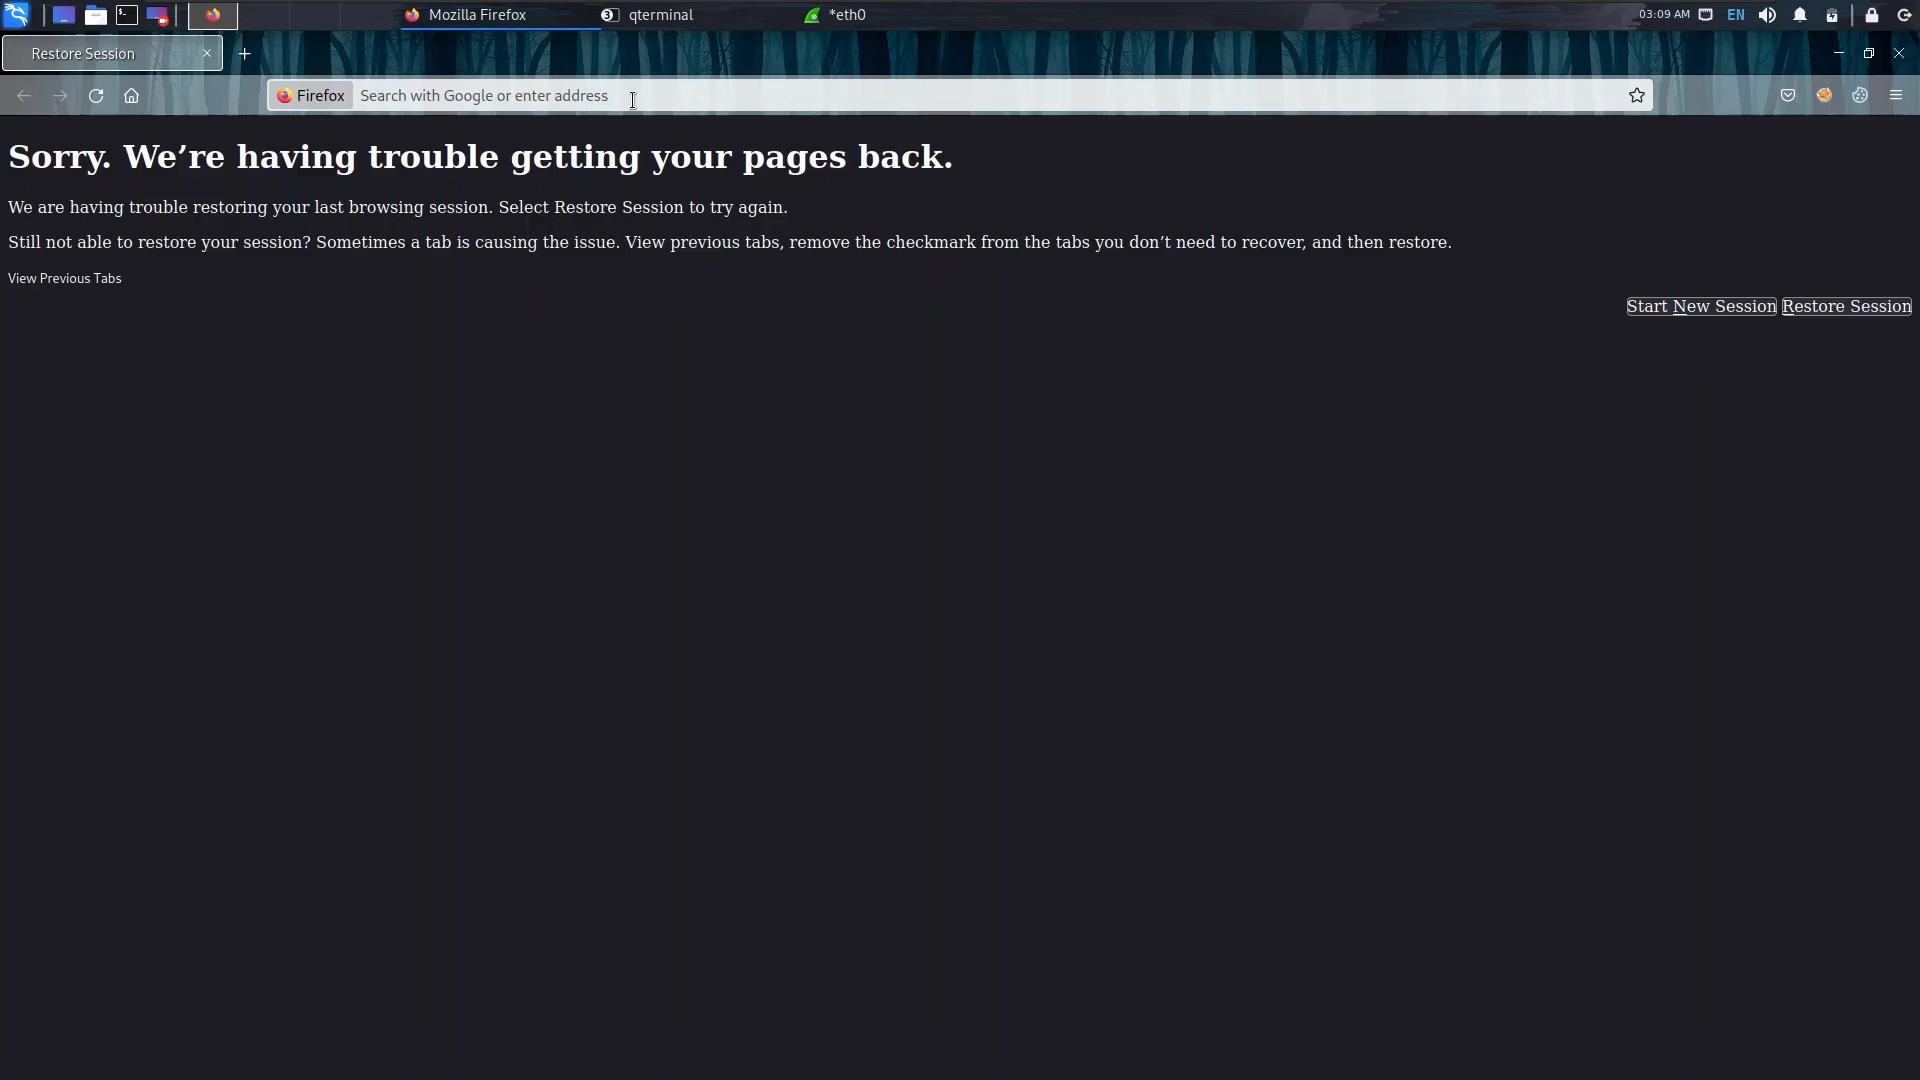 Mozilla Firefox
3 qterminal
*eth0
03:09 AM
EN
Restore Session
Firefox
Search with Google or enter address
Sorry. We’re having trouble getting your pages back.
We are having trouble restoring your last browsing session. Select Restore Session to try again.
Still not able to restore your session? Sometimes a tab is causing the issue. View previous tabs, remove the checkmark from the tabs you don’t need to recover, and then restore.
View Previous Tabs
Start New Session Restore Session